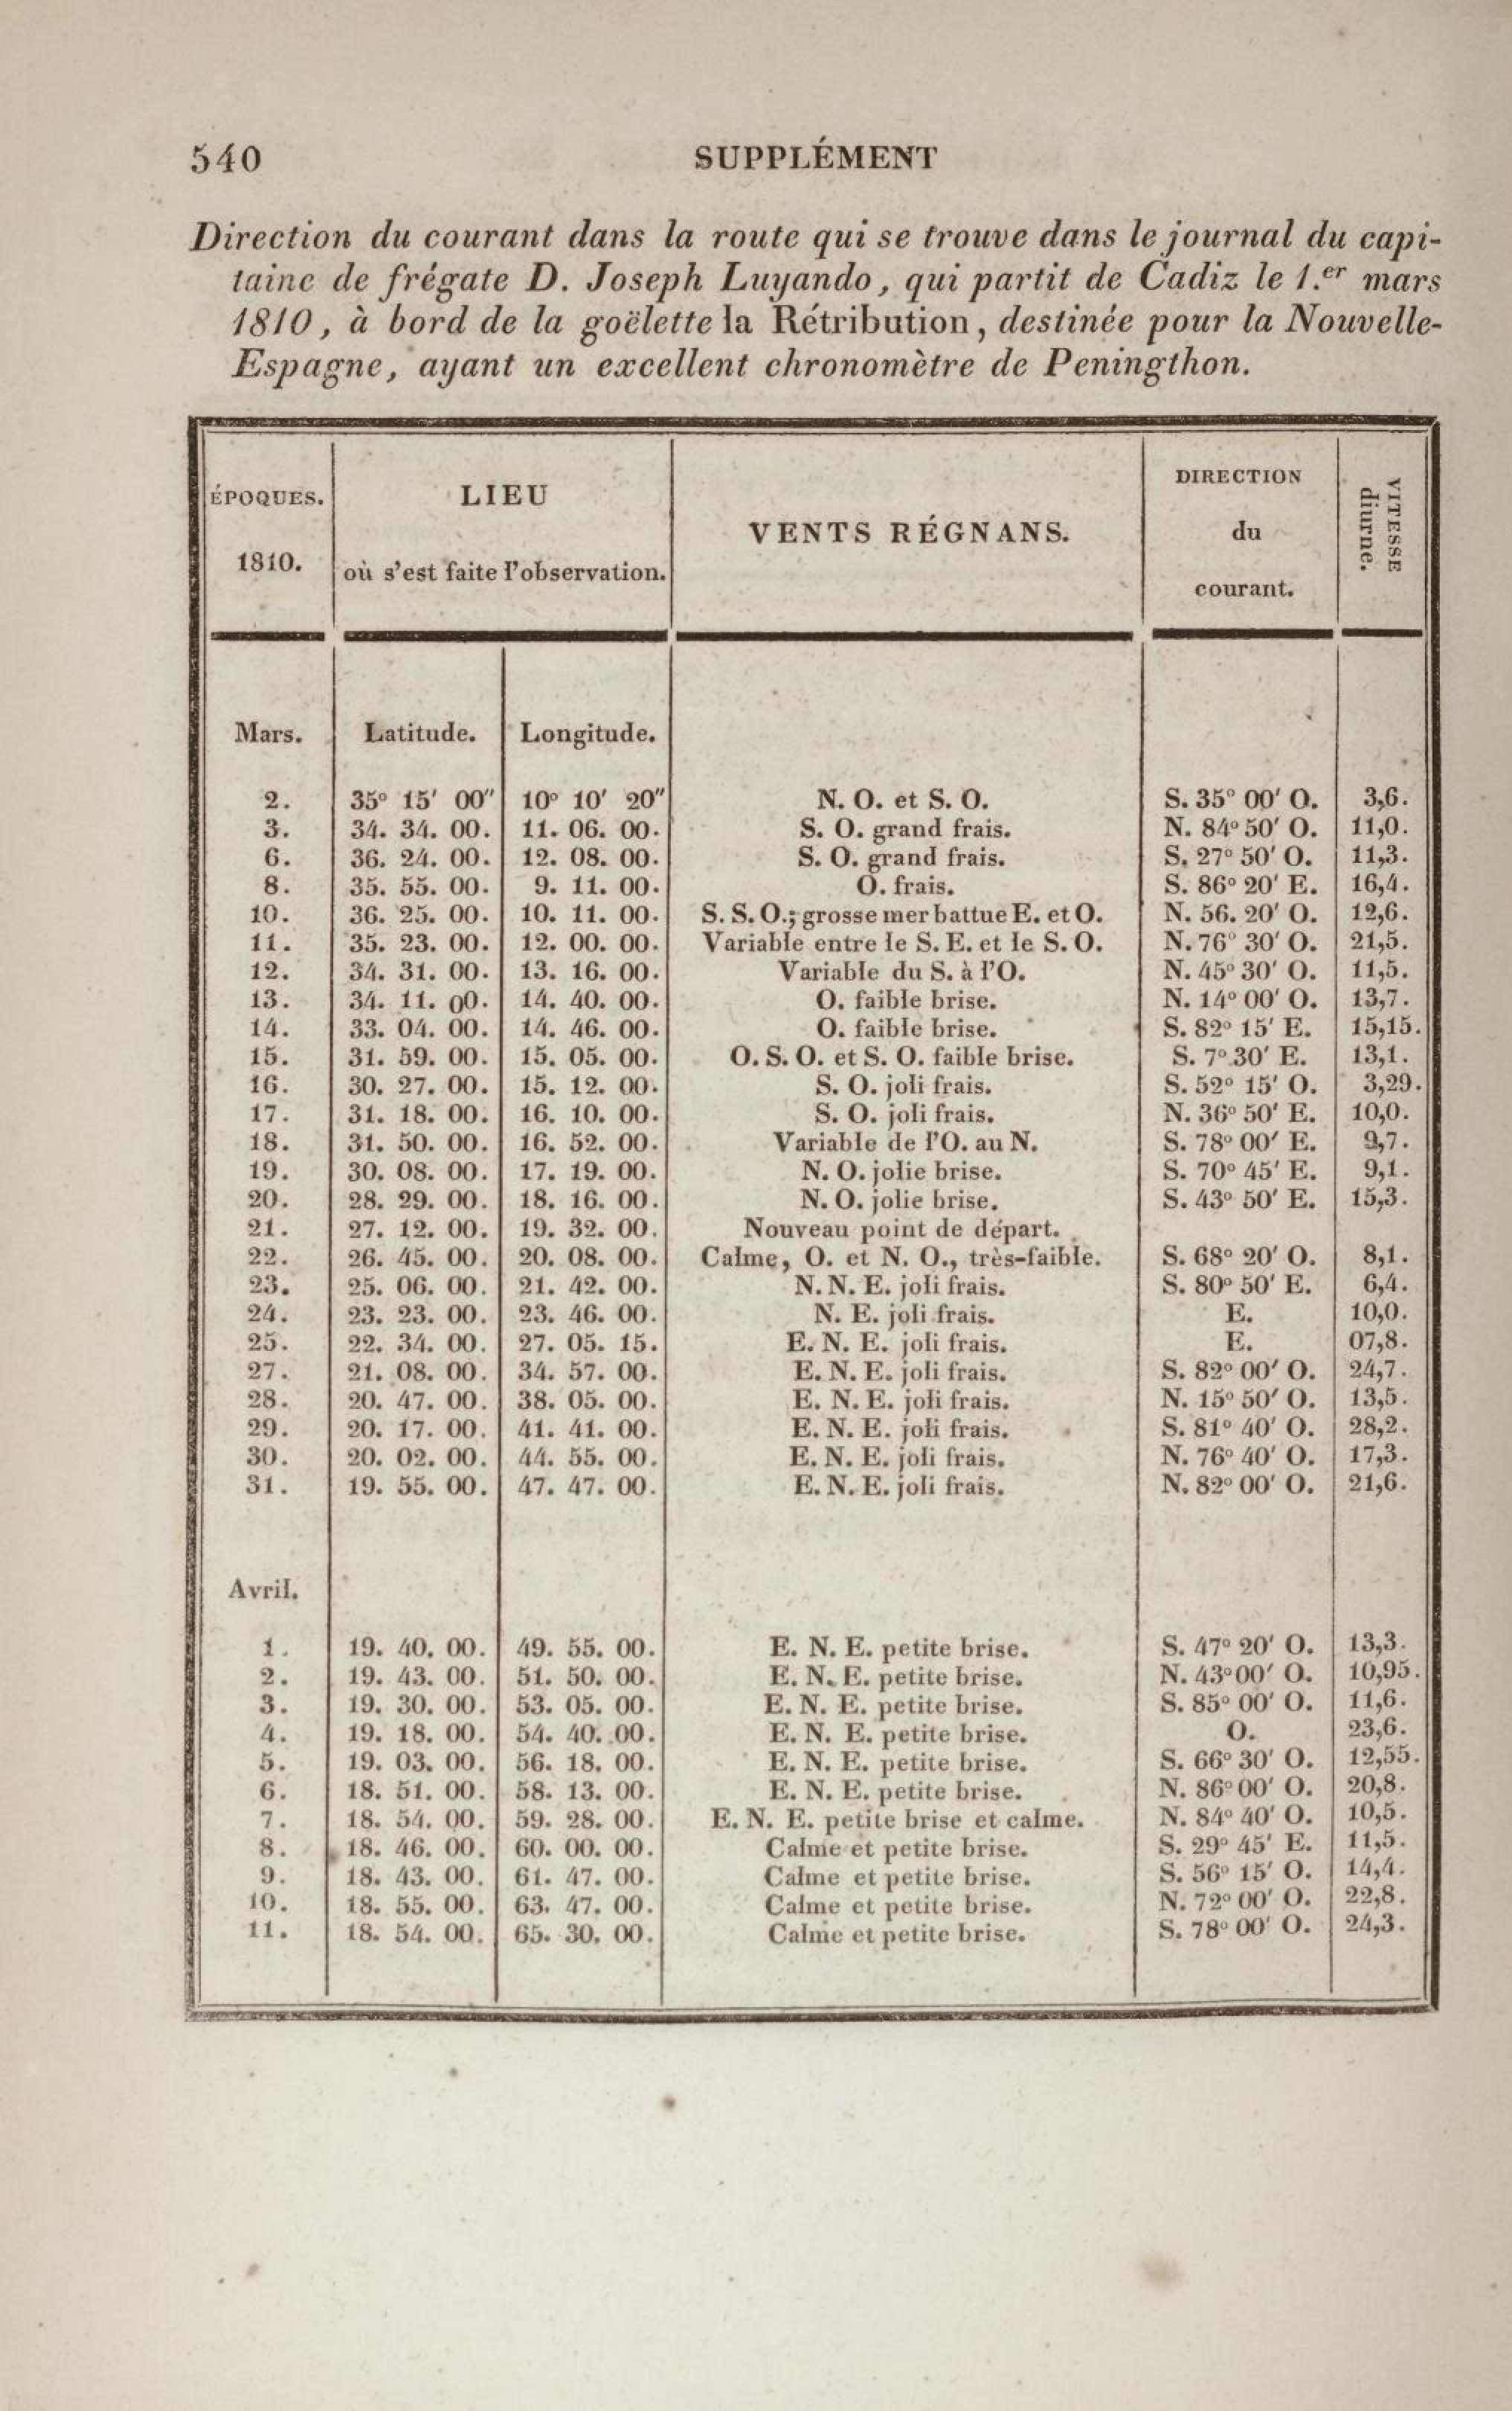 540 SUPPLÉMENT
Direction du courant dans la route qui se trouve dans le journal du capi-
taine de frégate D. Joseph Luyando, qui partit de Cadiz le 1.er mars
1810, à bord de la goëlette la Rétribution, destinée pour la Nouvelle-
Espagne, ayant un excellent chronomètre de Peningthon.
ÉPOQUES. 1810. LIEU où s'est faite l'observation. VENTS RÉGNANS. DIRECTION du courant. VITESSE diurne.
Mars. Latitude. Longitude.
2. 35° 15' 00" 10° 10' 20" N. O. et S. O. S. 35° 00' O. 3,6.
3. 34. 34. 00. 11. 06. 00. S. O. grand frais. N. 84° 50' O. 11,0.
6. 36. 24. 00. 12. 08. 00. S. O. grand frais. S. 27° 50' O. 11,3.
8. 35. 55. 00. 9. 11. 00. O. frais. S. 86° 20' E. 16,4.
10. 36. 25. 00. 10. 11. 00. S. S. O.; grosse mer battue E. et O. N. 56. 20' O. 12,6.
11. 35. 23. 00. 12. 00. 00. Variable entre le S. E. et le S. O. N. 76° 30' O. 21,5.
12. 34. 31. 00. 13. 16. 00. Variable du S. à l'O. N. 45° 30' O. 11,5.
13. 34. 11. 00. 14. 40. 00. O. faible brise. N. 14° 00' O. 13,7.
14. 33. 04. 00. 14. 46. 00. O. faible brise. S. 82° 15' E. 15,15.
15. 31. 59. 00. 15. 05. 00. O. S. O. et S. O. faible brise. S. 7° 30' E. 13,1.
16. 30. 27. 00. 15. 12. 00. S. O. joli frais. S. 52° 15' O. 3,29.
17. 31. 18. 00. 16. 10. 00. S. O. joli frais. N. 36° 50' E. 10,0.
18. 31. 50. 00. 16. 52. 00. Variable de l'O. au N. S. 78° 00' E. 9,7.
19. 30. 08. 00. 17. 19. 00. N. O. jolie brise. S. 70° 45' E. 9,1.
20. 28. 29. 00. 18. 16. 00. N. O. jolie brise. S. 43° 50' E. 15,3.
21. 27. 12. 00. 19. 32. 00. Nouveau point de départ.
22. 26. 45. 00. 20. 08. 00. Calme, O. et N. O., très-faible. S. 68° 20' O. 8,1.
23. 25. 06. 00. 21. 42. 00. N. N. E. joli frais. S. 80° 50' E. 6,4.
24. 23. 23. 00. 23. 46. 00. N. E. joli frais. E. 10,0.
25. 22. 34. 00. 27. 05. 15. E. N. E. joli frais. E. 07,8.
27. 21. 08. 00. 34. 57. 00. E. N. E. joli frais. S. 82° 00' O. 24,7.
28. 20. 47. 00. 38. 05. 00. E. N. E. joli frais. N. 15° 50' O. 13,5.
29. 20. 17. 00. 41. 41. 00. E. N. E. joli frais. S. 81° 40' O. 28,2.
30. 20. 02. 00. 44. 55. 00. E. N. E. joli frais. N. 76° 40' O. 17,3.
31. 19. 55. 00. 47. 47. 00. E. N. E. joli frais. N. 82° 00' O. 21,6.
Avril.
1. 19. 40. 00. 49. 55. 00. E. N. E. petite brise. S. 47° 20' O. 13,3.
2. 19. 43. 00. 51. 50. 00. E. N. E. petite brise. N. 43° 00' O. 10,95.
3. 19. 30. 00. 53. 05. 00. E. N. E. petite brise. S. 85° 00' O. 11,6.
4. 19. 18. 00. 54. 40. 00. E. N. E. petite brise. O. 23,6.
5. 19. 03. 00. 56. 18. 00. E. N. E. petite brise. S. 66° 30' O. 12,55.
6. 18. 51. 00. 58. 13. 00. E. N. E. petite brise. N. 86° 00' O. 20,8.
7. 18. 54. 00. 59. 28. 00. E. N. E. petite brise et calme. N. 84° 40' O. 10,5.
8. 18. 46. 00. 60. 00. 00. Calme et petite brise. S. 29° 45' E. 11,5.
9. 18. 43. 00. 61. 47. 00. Calme et petite brise. S. 56° 15' O. 14,4.
10. 18. 55. 00. 63. 47. 00. Calme et petite brise. N. 72° 00' O. 22,8.
11. 18. 54. 00. 65. 30. 00. Calme et petite brise. S. 78° 00' O. 24,3.